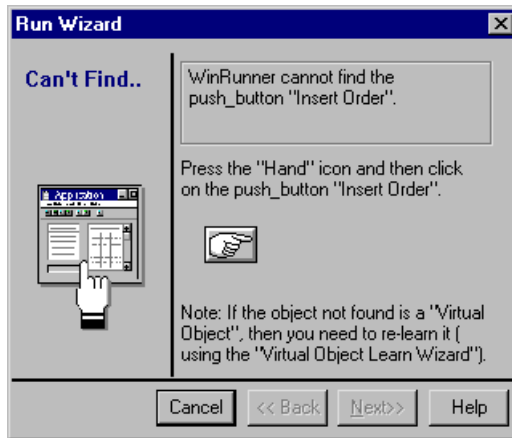 Run Wizard
Can't Find..
WinRunner cannot find the
push_button "Insert Order".
Press the "Hand" icon and then click
on the push_button "Insert Order".
Application
Note: If the object not found is a "Virtual
Object", then you need to re-learn it (
using the "Virtual Object Learn Wizard").
Cancel
<< Back
Next>>
Help